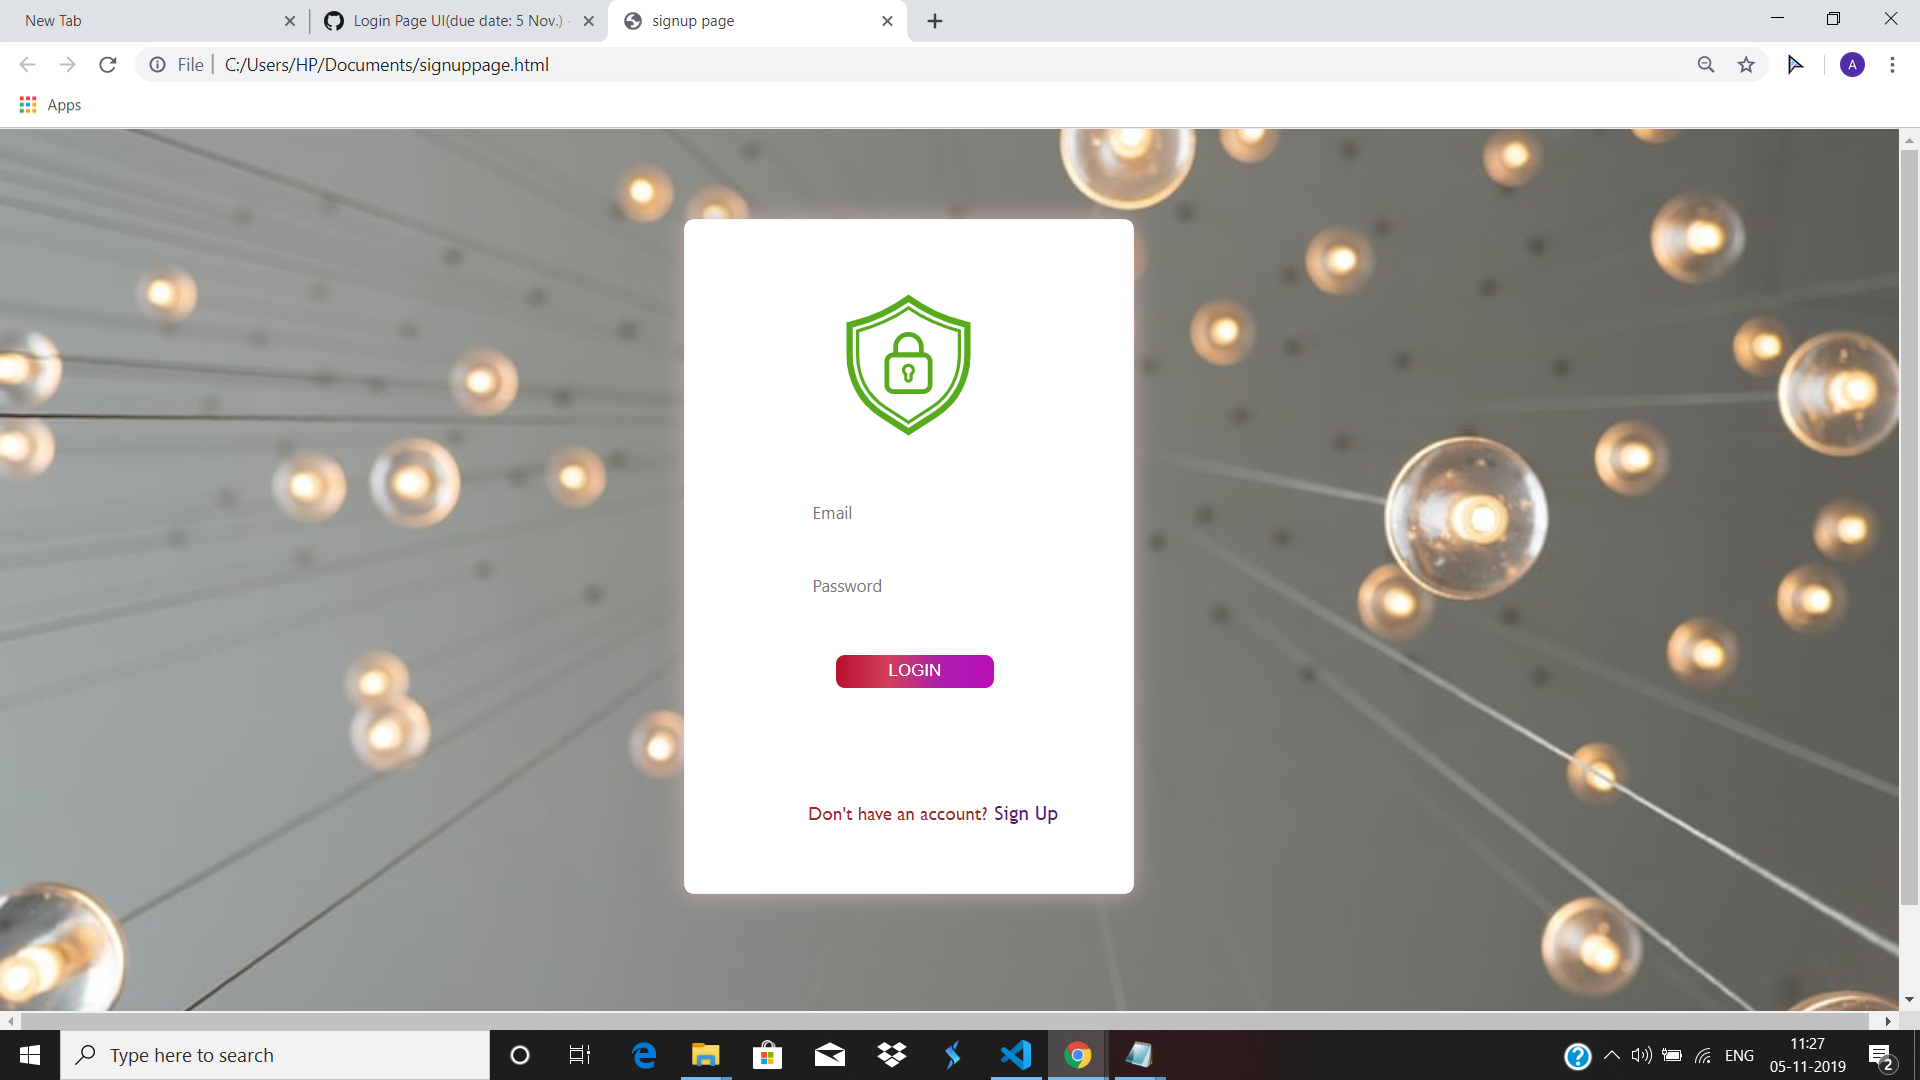 New Tab
Login Page UI(due date: 5 Nov.)
signup page
File
C:/Users/HP/Documents/signuppage.html
A
Apps
Email
Password
LOGIN
Don't have an account? Sign Up
Type here to search
ENG
11:27
05-11-2019
2